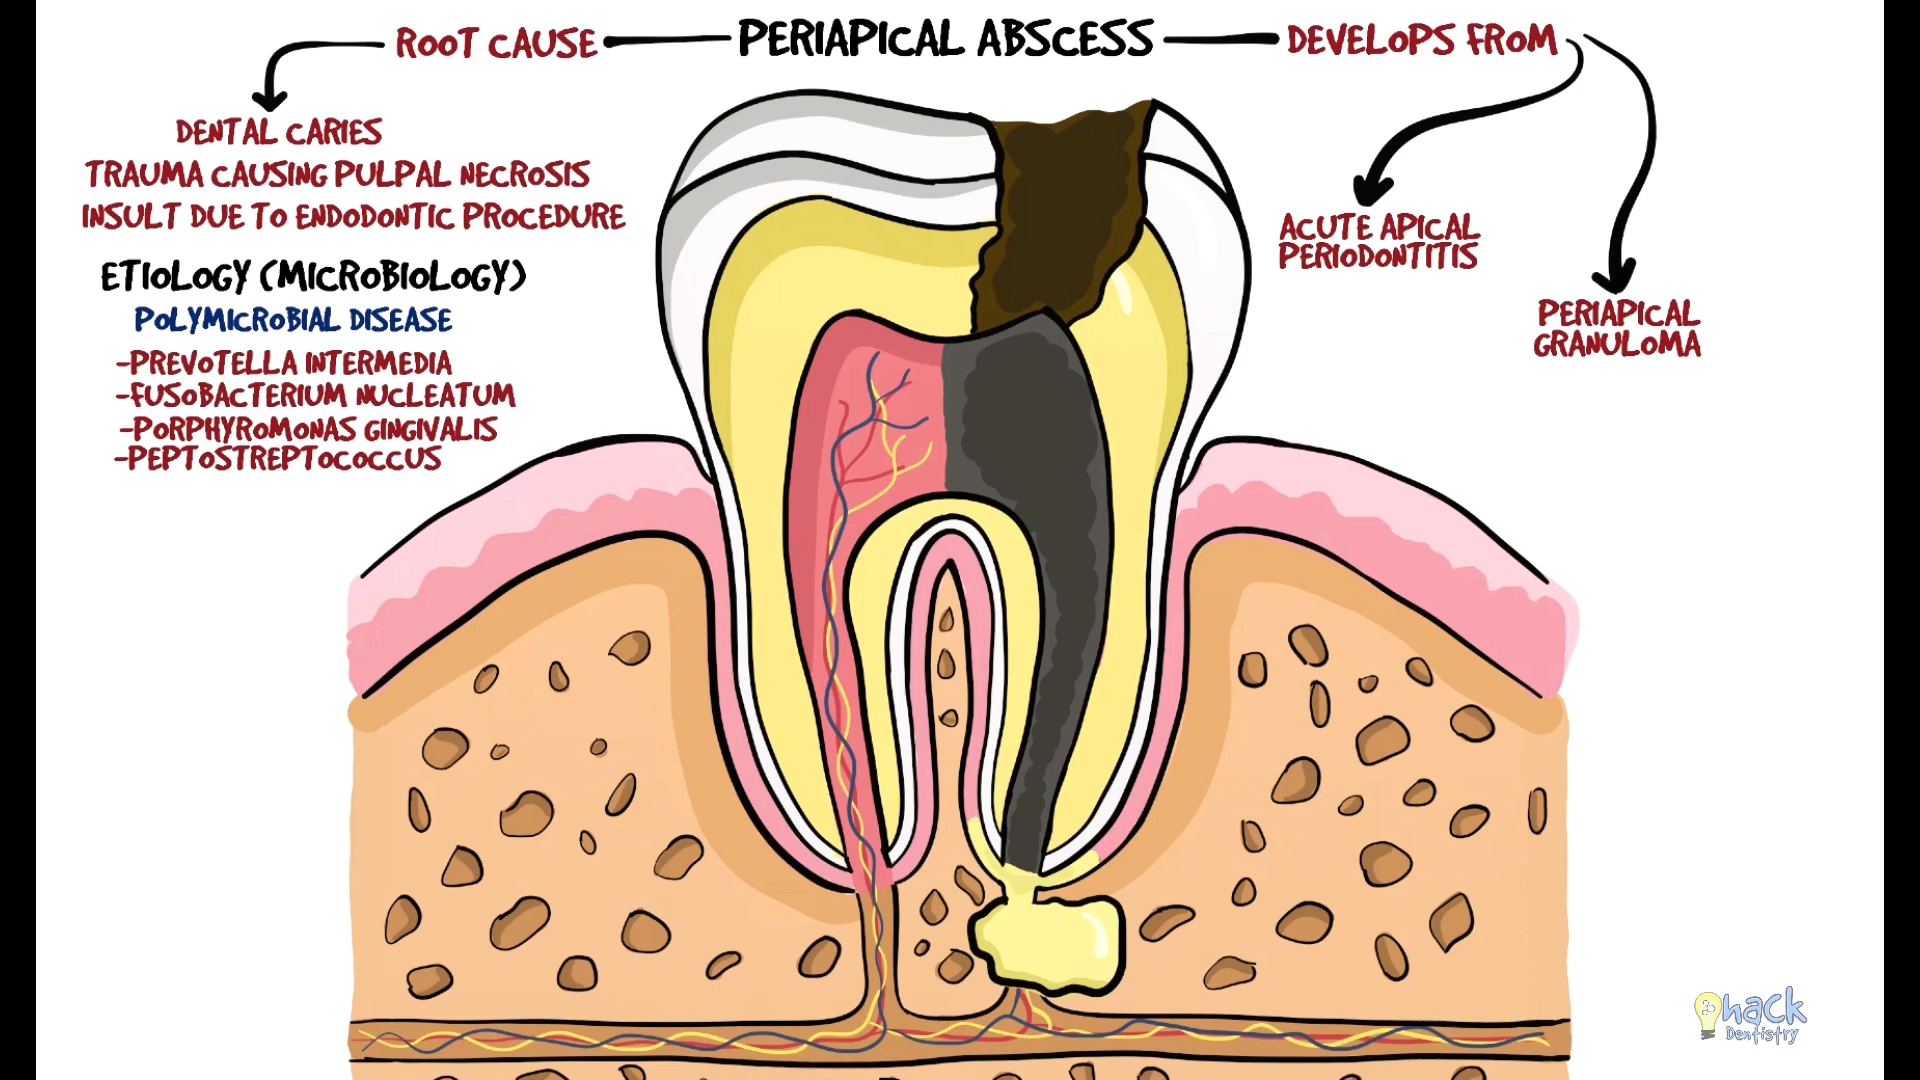 PERIAPICAL ABSCESS
ROOT CAUSE
DENTAL CARIES
TRAUMA CAUSING PULPAL NECROSIS
INSULT DUE TO ENDODONTIC PROCEDURE
ETIOLOGY (MICROBIOLOGY)
POLYMICROBIAL DISEASE
-PREVOTELLA INTERMEDIA
-FUSOBACTERIUM NUCLEATUM
-PORPHYROMONAS GINGIVALIS
-PEPTOSTREPTOCOCCUS
DEVELOPS FROM
ACUTE APICAL
PERIODONTITIS
PERIAPICAL
GRANULOMA
hack
Dentistry